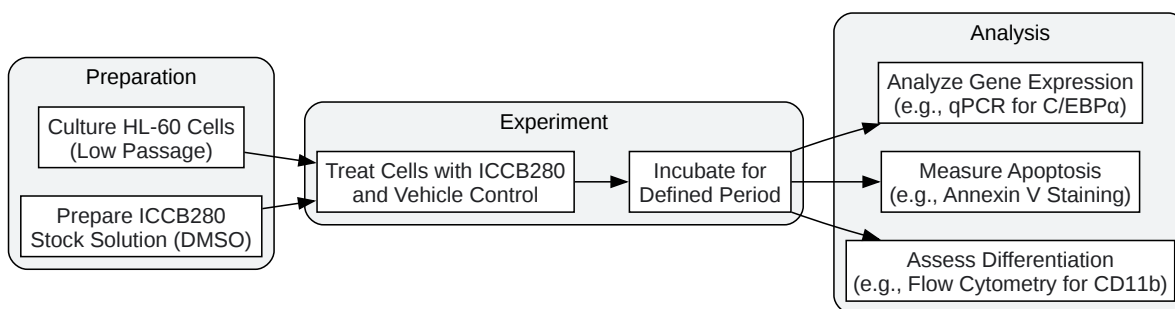 Preparation
Culture HL-60 Cells
(Low Passage)
Prepare ICCB280
Stock Solution (DMSO)
Experiment
Treat Cells with ICCB280
and Vehicle Control
Incubate for
Defined Period
Analysis
Analyze Gene Expression
(e.g., qPCR for C/EBPα)
Measure Apoptosis
(e.g., Annexin V Staining)
Assess Differentiation
(e.g., Flow Cytometry for CD11b)